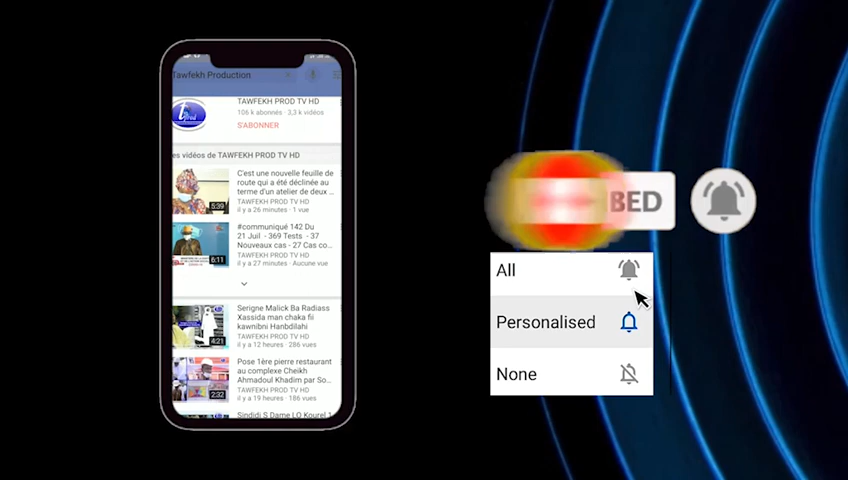 Tawfekh Production
TAWFEKH PROD TV HD
106 k abonnés · 3,3 k vidéos
S'ABONNER
es vidéos de TAWFEKH PROD TV HD
C'est une nouvelle feuille de
route qui a été déclinée au
terme d'un atelier de deux ...
TAWFEKH PROD TV HD
il y a 26 minutes · 1 vue
5:39
#communiqué 142 Du
21 Juil - 369 Tests - 37
Nouveaux cas - 27 Cas co...
TAWFEKH PROD TV HD
il y a 27 minutes · Aucune vue
6:11
Serigne Malick Ba Radiass
Xassida man chaka fii
kawnibni Hanbdilahi
TAWFEKH PROD TV HD
il y a 12 heures · 286 vues
4:21
Pose 1ère pierre restaurant
au complexe Cheikh
Ahmadoul Khadim par So...
TAWFEKH PROD TV HD
il y a 12 heures · 186 vues
2:32
Sindidi S Dame LO Kourel 1
BED
All
Personalised
None